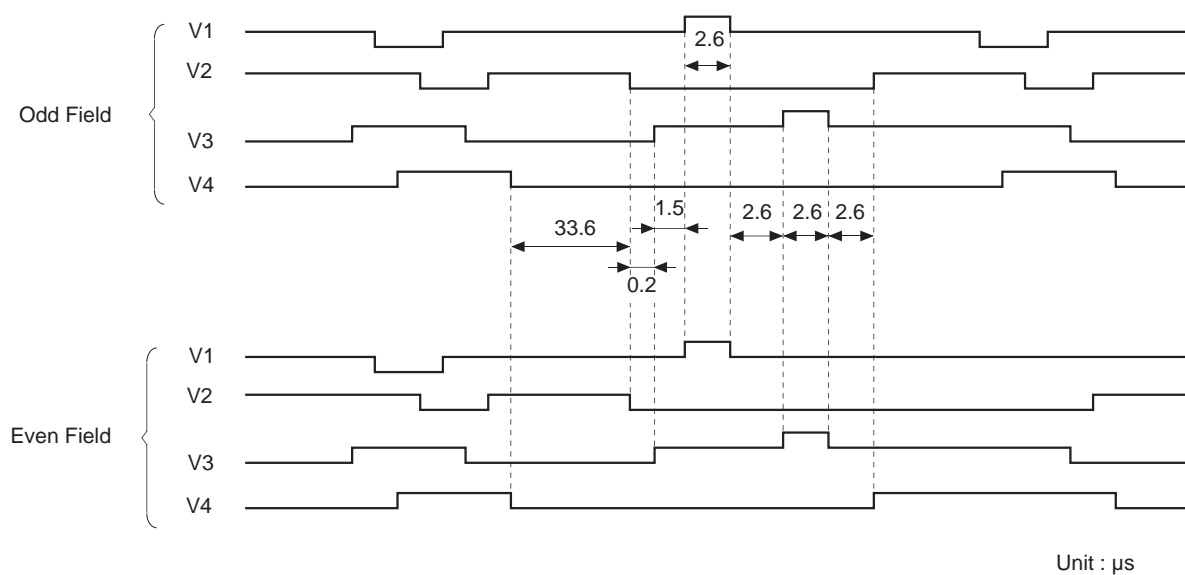 Odd Field
V1
2.6
V2
V3
V4
1.5
2.6 2.6 2.6
33.6
0.2
Even Field
V1
V2
V3
V4
Unit : µs